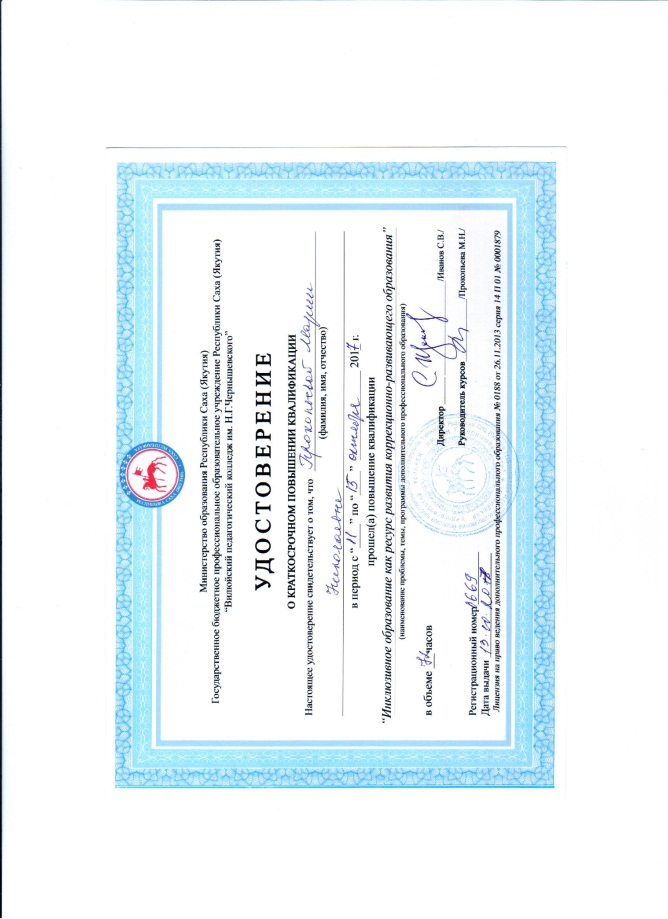 Министерство образования Республики Саха (Якутия)
Государственное бюджетное профессиональное образовательное учреждение Республики Саха (Якутия)
"Вилюйский педагогический колледж им. Н.Г.Чернышевского"
УДОСТОВЕРЕНИЕ
О КРАТКОСРОЧНОМ ПОВЫШЕНИИ КВАЛИФИКАЦИИ
Настоящее удостоверение свидетельствует о том, что Прокопьевой Марии
(фамилия, имя, отчество)
Николаевне
в период с "11" по "15" октября 2017 г.
прошел(а) повышение квалификации
"Инклюзивное образование как ресурс развития коррекционно-развивающего образования"
(наименование проблемы, темы, программы дополнительного профессионального образования)
в объеме часов
Директор /Иванов С.В./
Руководитель курсов /Прокопьева М.Н./
Регистрационный номер 1669
Дата выдачи
Лицензия на право ведения дополнительного профессионального образования № 0188 от 26.11.2013 серия 14 П 01 № 0001879